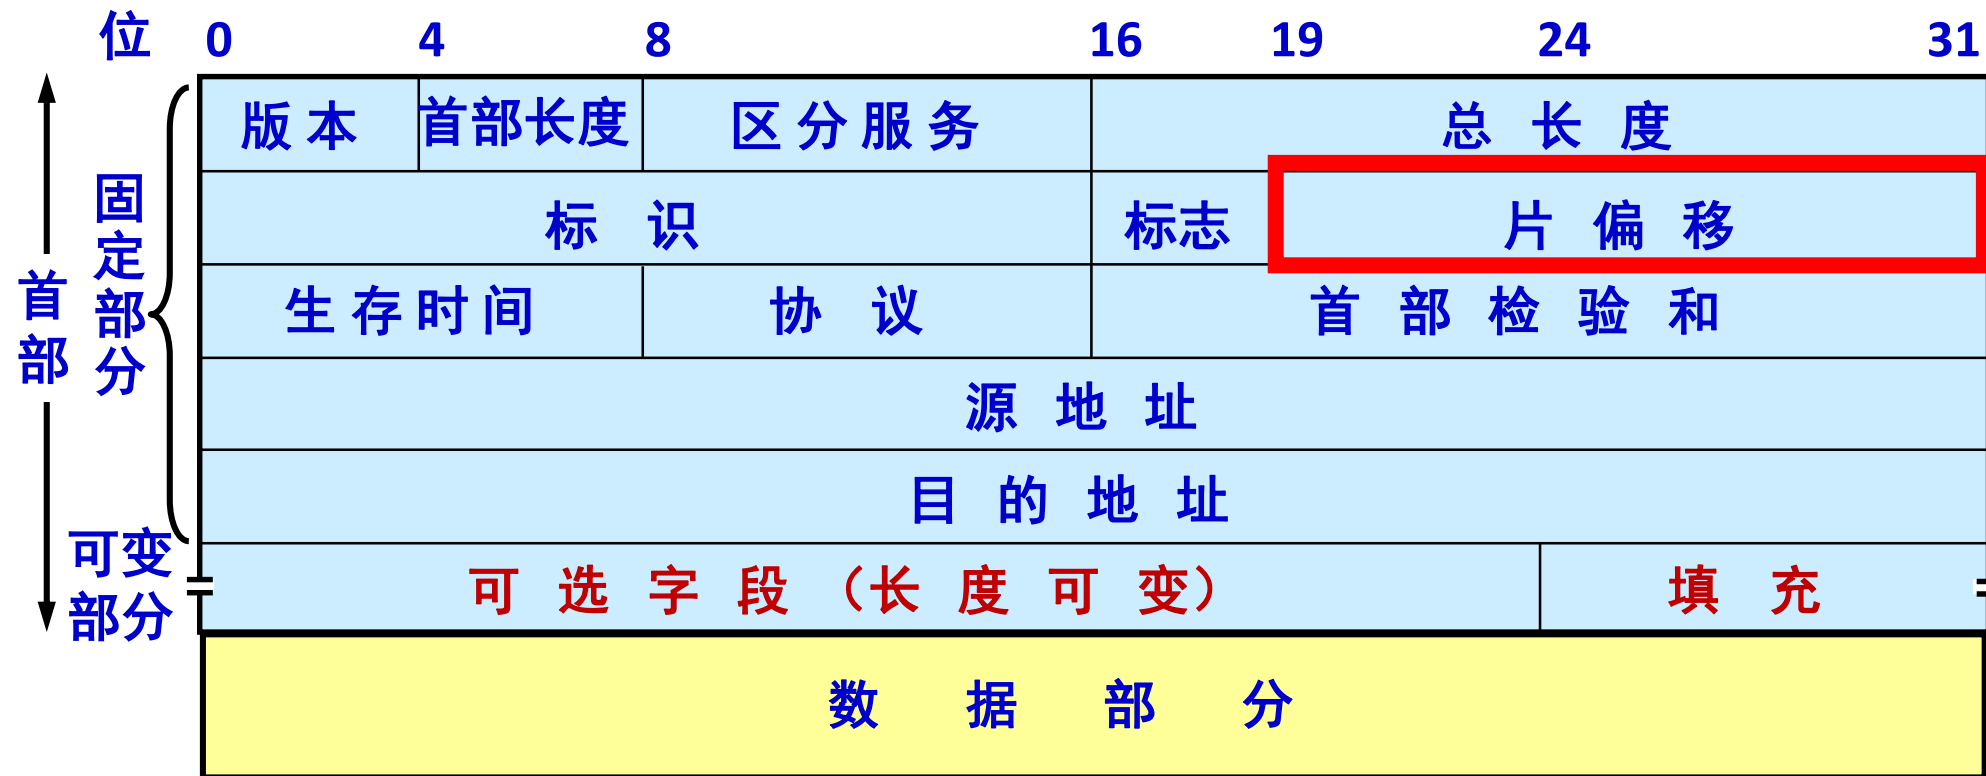 位 0 4 8 16 19 24 31
版本 首部长度 区分服务 总长度
标识 标志 片偏移
生存时间 协议 首部检验和
源地址
目的地址
可选字段（长度可变） 填充
数据部分
首部
固定部分
可变
部分